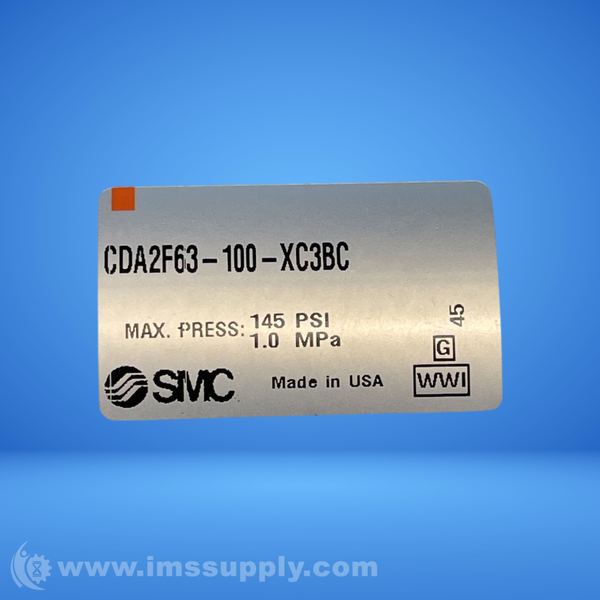 CDA2F63-100-XC3BC
MAX. PRESS: 145 PSI
1.0 MPa
45
G
SMC Made in USA WWI
www.imssupply.com